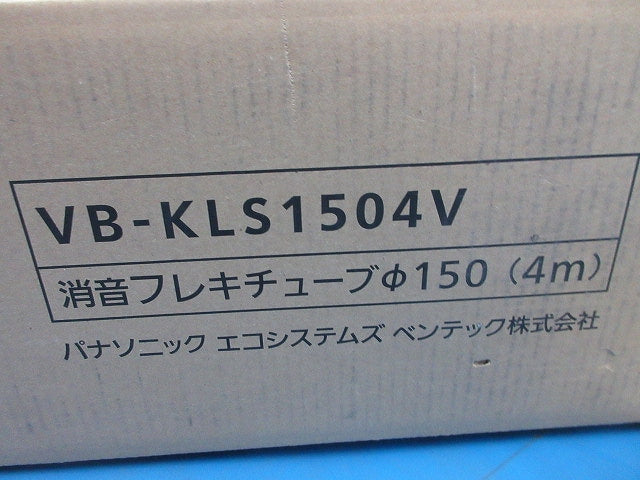 VB-KLS1504V
消音フレキチューブΦ150（4m）
パナソニック エコシステムズ ベンテック株式会社